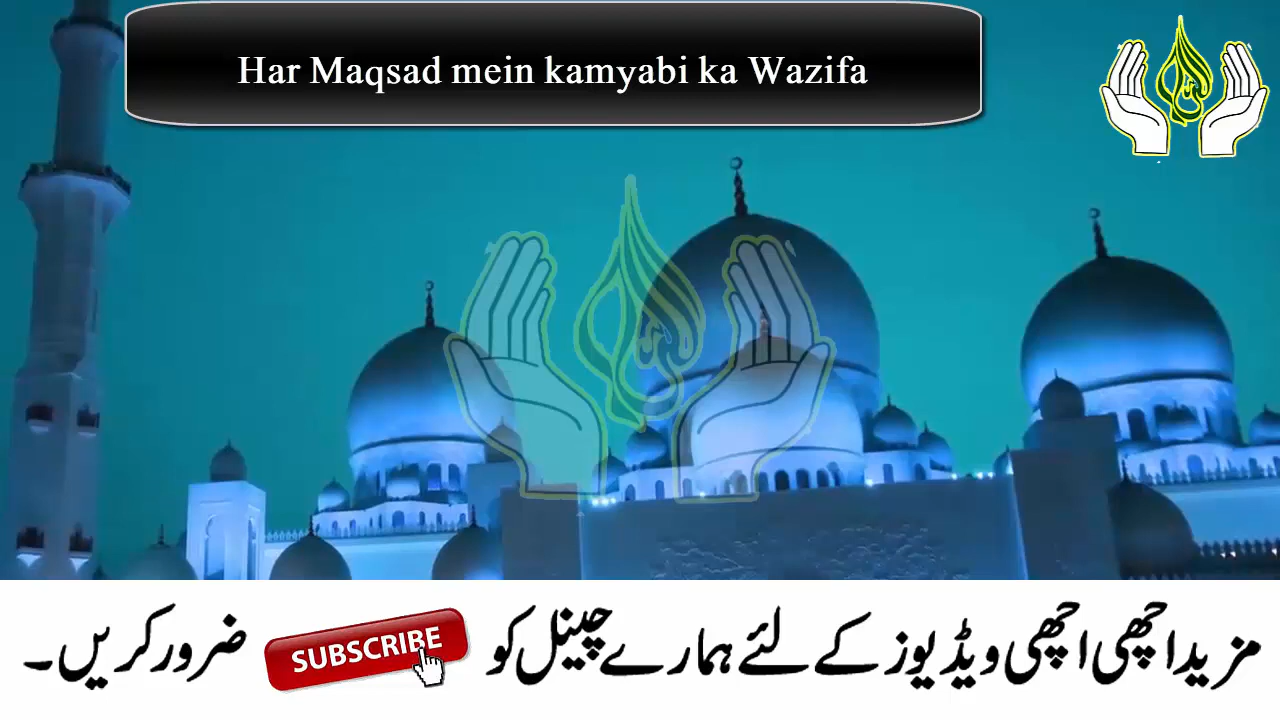 Har Maqsad mein kamyabi ka Wazifa
مزید اچھی اچھی ویڈیوز کے لئے ہمارے چینل کو SUBSCRIBE ضرور کریں۔